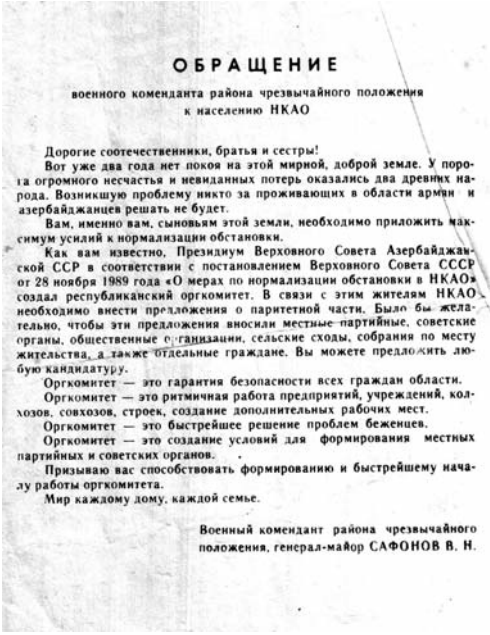 ОБРАЩЕНИЕ
военного коменданта района чрезвычайного положения
к населению НКАО
Дорогие соотечественники, братья и сестры!
Вот уже два года нет покоя на этой мирной, доброй земле. У поро-
га огромного несчастья и невиданных потерь оказались два древних на-
рода. Возникшую проблему никто за проживающих в области армян и
азербайджанцев решать не будет.
Вам, именно вам, сыновьям этой земли, необходимо приложить мак-
симум усилий к нормализации обстановки.
Как вам известно, Президиум Верховного Совета Азербайджан-
ской ССР в соответствии с постановлением Верховного Совета СССР
от 28 ноября 1989 года «О мерах по нормализации обстановки в НКАО»
создал республиканский оргкомитет. В связи с этим жителям НКАО
необходимо внести предложения о паритетной части. Было бы жела-
тельно, чтобы эти предложения вносили местные партийные, советские
органы, общественные организации, сельские сходы, собрания по месту
жительства, а также отдельные граждане. Вы можете предложить лю-
бую кандидатуру.
Оргкомитет — это гарантия безопасности всех граждан области.
Оргкомитет — это ритмичная работа предприятий, учреждений, кол-
хозов, совхозов, строек, создание дополнительных рабочих мест.
Оргкомитет — это быстрейшее решение проблем беженцев.
Оргкомитет — это создание условий для формирования местных
партийных и советских органов.
Призываю вас способствовать формированию и быстрейшему нача-
лу работы оргкомитета.
Мир каждому дому, каждой семье.
Военный комендант района чрезвычайного
положения, генерал-майор САФОНОВ В. Н.